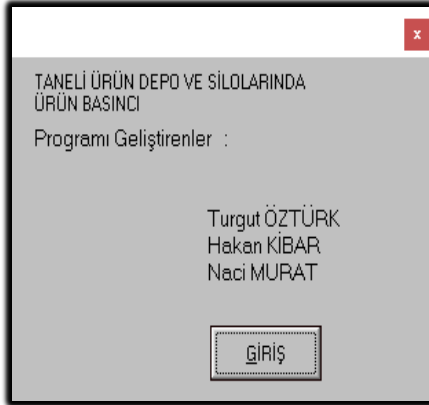 x
TANELİ ÜRÜN DEPO VE SİLOLARINDA
ÜRÜN BASINCI
Programı Geliştirenler :
Turgut ÖZTÜRK
Hakan KİBAR
Naci MURAT
GİRİŞ